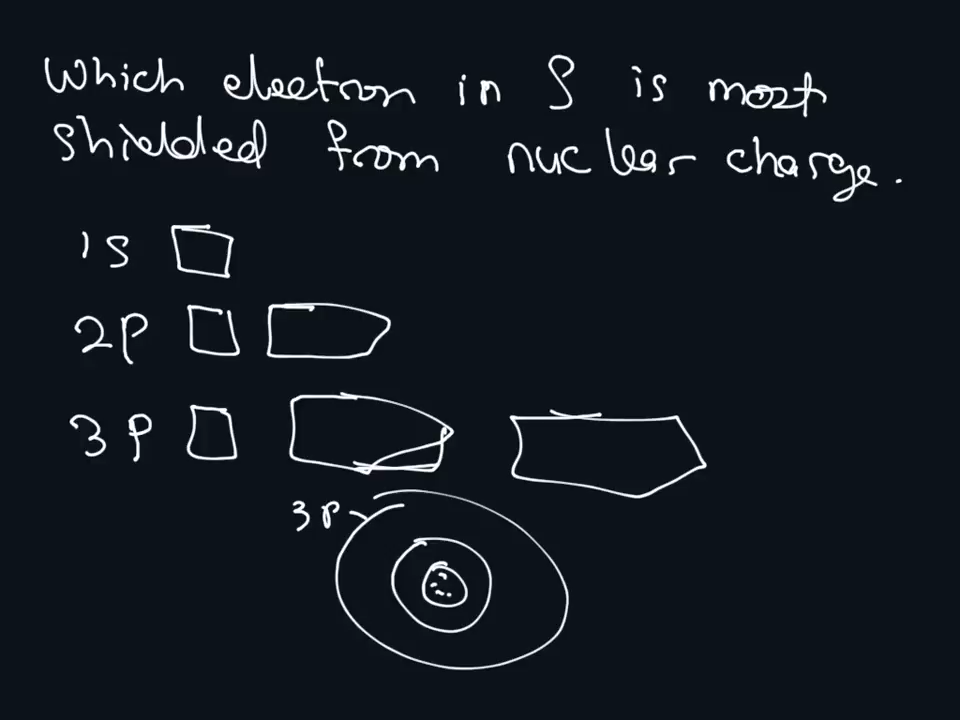 Which electron in S is most
shielded from nuclear charge.
1s
2p
3p
3p